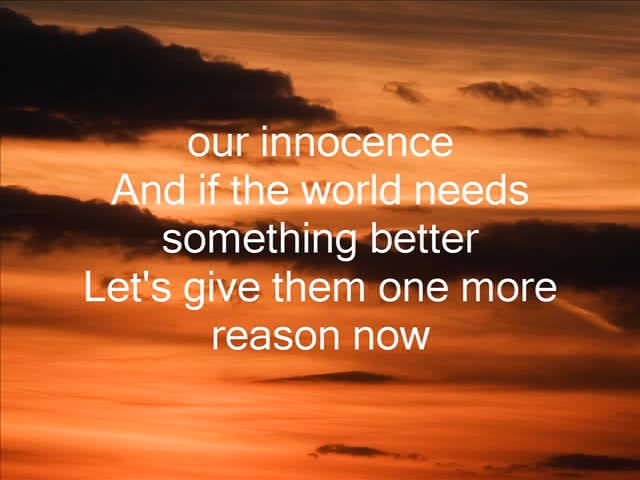 our innocence
And if the world needs
something better
Let's give them one more
reason now